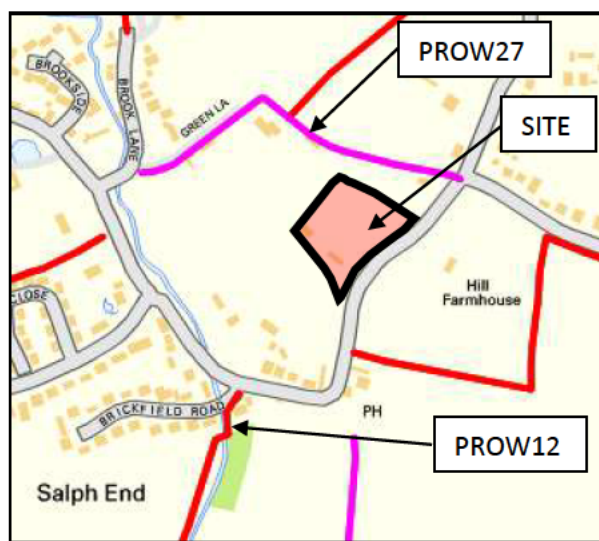 PROW27
SITE
BROOKSIDE
BROOK LANE
GREEN LA
Hill
Farmhouse
CLOSE
BRICKFIELD ROAD
PH
PROW12
Salph End